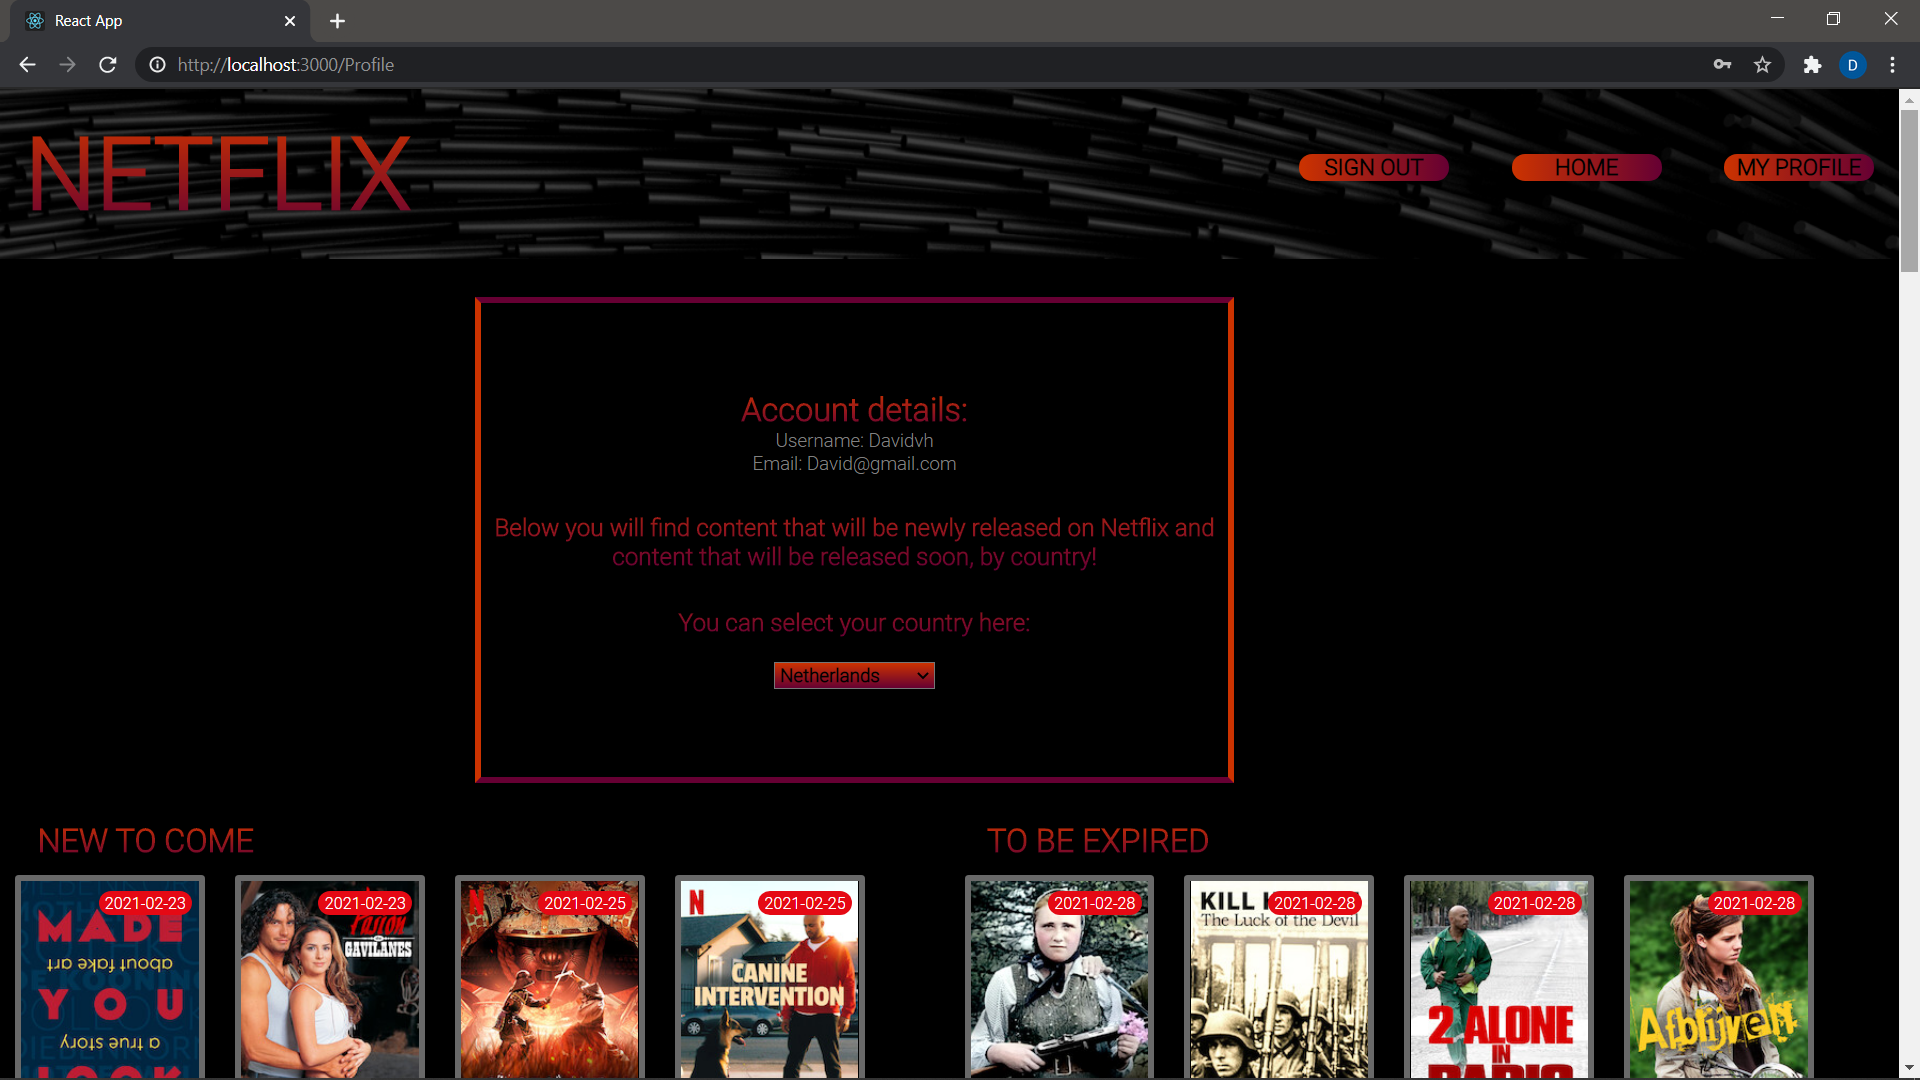 React App
http://localhost:3000/Profile
D
NETFLIX
SIGN OUT
HOME
MY PROFILE
Account details:
Username: Davidvh
Email: David@gmail.com
Below you will find content that will be newly released on Netflix and
content that will be released soon, by country!
You can select your country here:
Netherlands
NEW TO COME
TO BE EXPIRED
2021-02-23
MADE
about fake art
YOU
a true story
LOOK
2021-02-23
GAVILANES
N
2021-02-25
N
2021-02-25
CANINE
INTERVENTION
2021-02-28
KILL
2021-02-28
The Luck of the Devil
2021-02-28
2 ALONE
IN
PARIS
2021-02-28
Afblijven